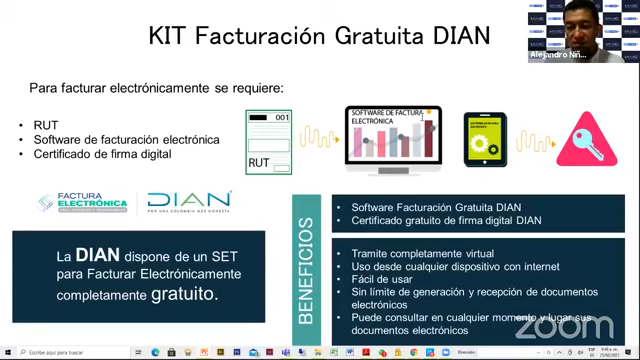 KIT Facturación Gratuita DIAN
Alejandro Niñ...
Para facturar electrónicamente se requiere:
• RUT
• Software de facturación electrónica
• Certificado de firma digital
001
RUT
SOFTWARE DE FACTURA
ELECTRÓNICA
FACTURA
ELECTRÓNICA
DIAN
POR UNA COLOMBIA MÁS HONESTA
La DIAN dispone de un SET
para Facturar Electrónicamente
completamente gratuito.
BENEFICIOS
• Software Facturación Gratuita DIAN
• Certificado gratuito de firma digital DIAN
• Tramite completamente virtual
• Uso desde cualquier dispositivo con internet
• Fácil de usar
• Sin límite de generación y recepción de documentos
electrónicos
• Puede consultar en cualquier momento y lugar sus
documentos electrónicos
zoom
Escribe aquí para buscar
Dirección
ESP